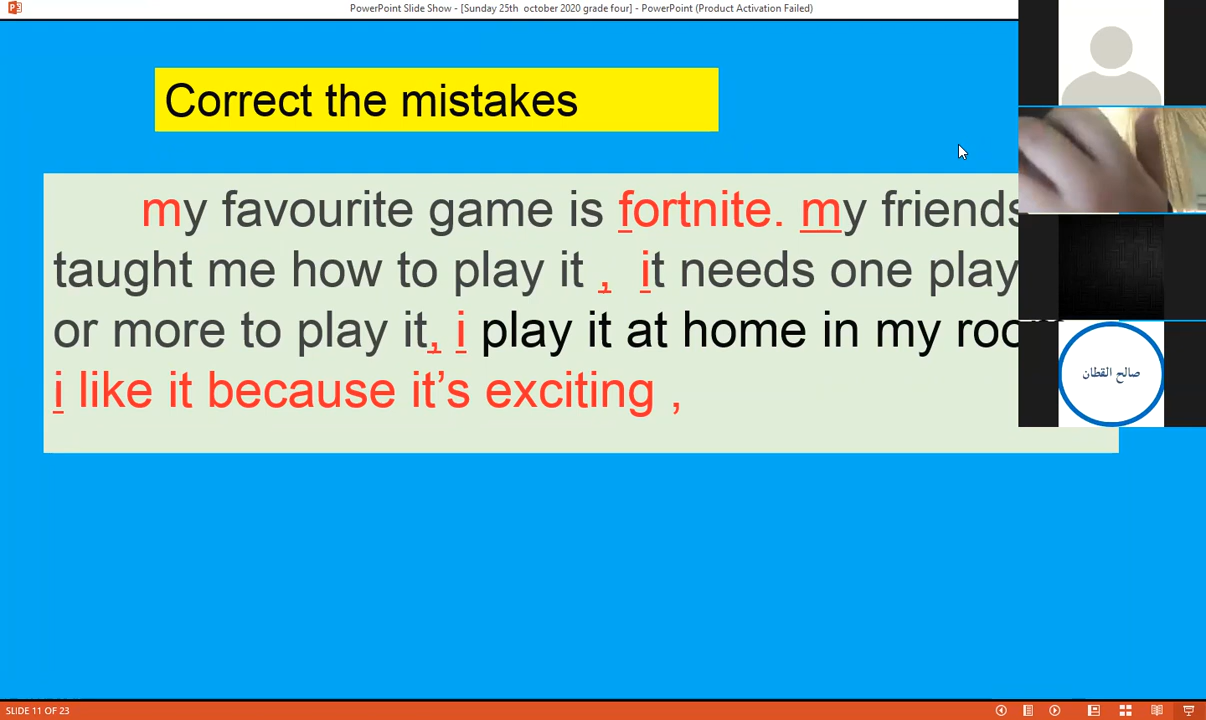 PowerPoint Slide Show - [Sunday 25th october 2020 grade four] - PowerPoint (Product Activation Failed)
Correct the mistakes
my favourite game is fortnite. my friends
taught me how to play it , it needs one play
or more to play it, i play it at home in my
i like it because it's exciting ,
صالح القطان
SLIDE 11 OF 23